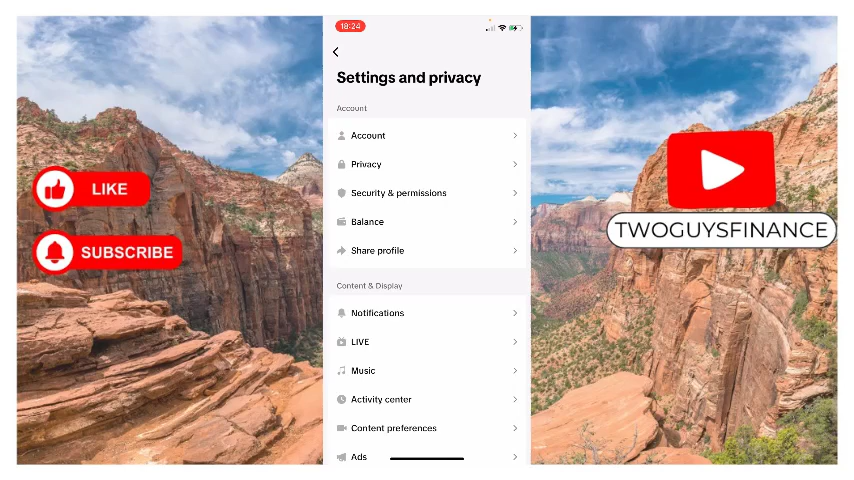 18:24
Settings and privacy
Account
Account
Privacy
Security & permissions
Balance
Share profile
Content & Display
Notifications
LIVE
Music
Activity center
Content preferences
Ads
LIKE
SUBSCRIBE
TWOGUYSFINANCE